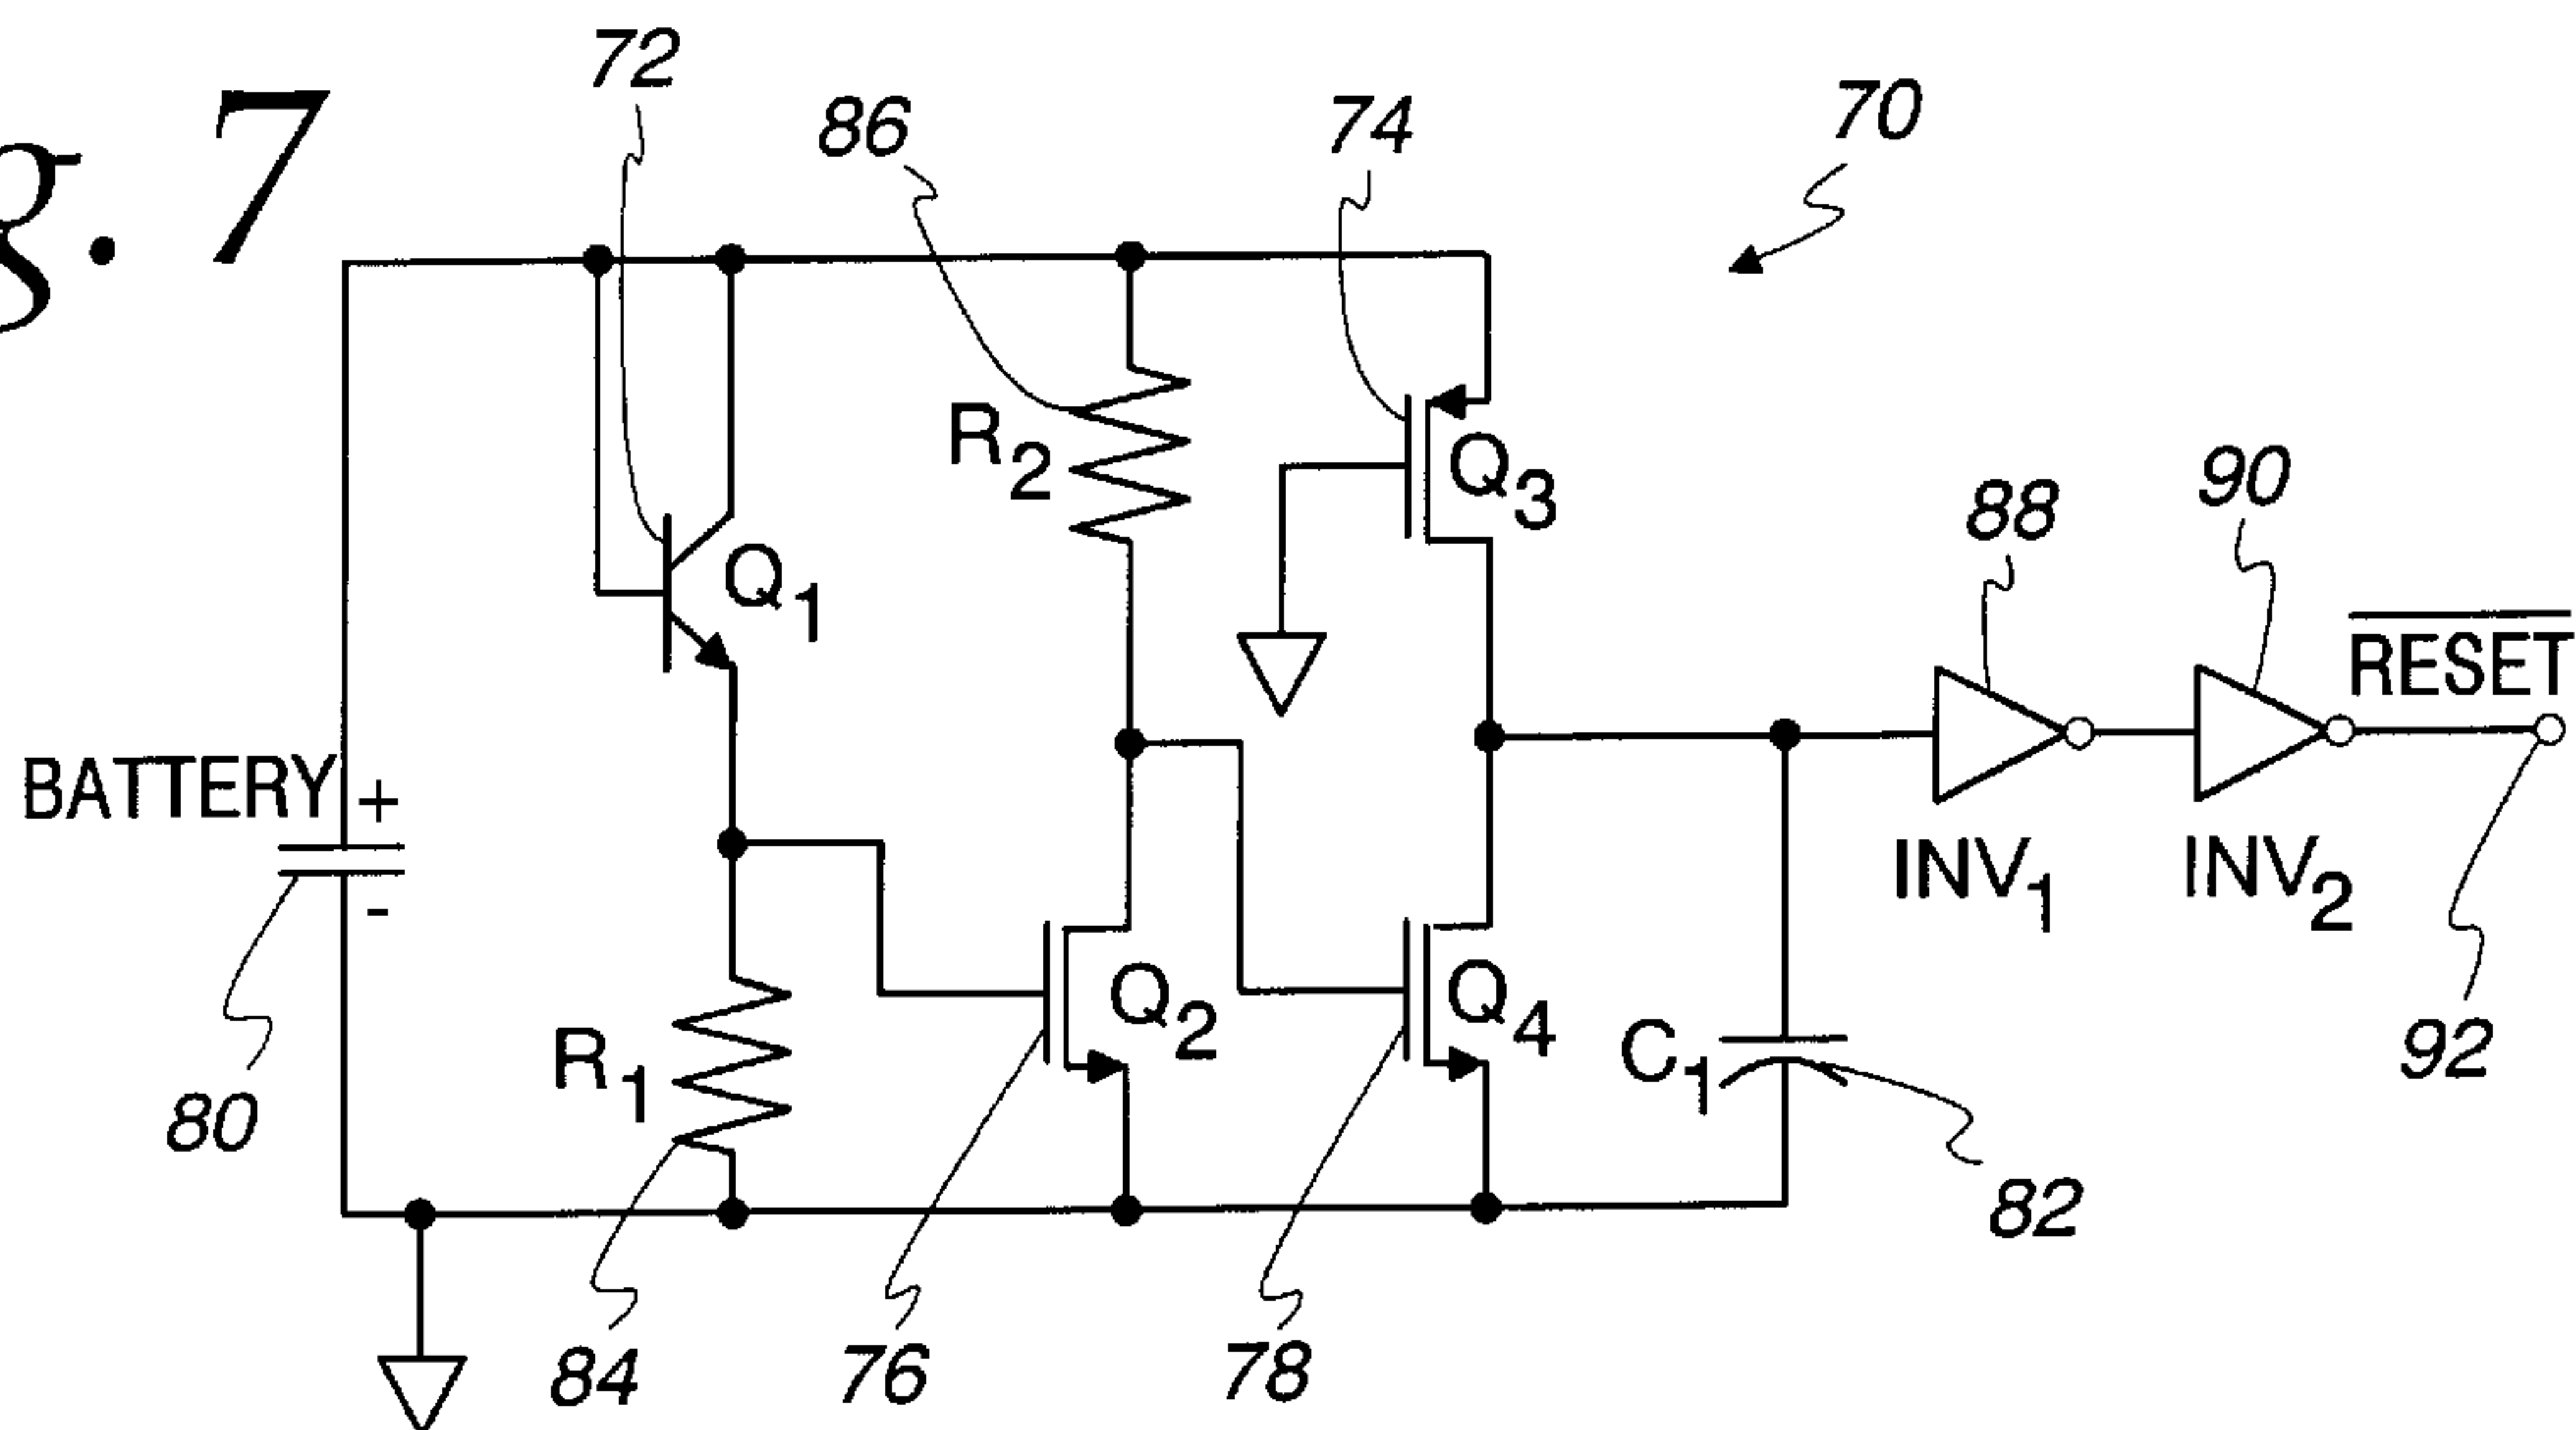 g. 7
72
86
74
70
R2
Q3
88
90
Q1
RESET
BATTERY
+
-
INV1
INV2
Q2
Q4
R1
C1
92
80
82
84
76
78